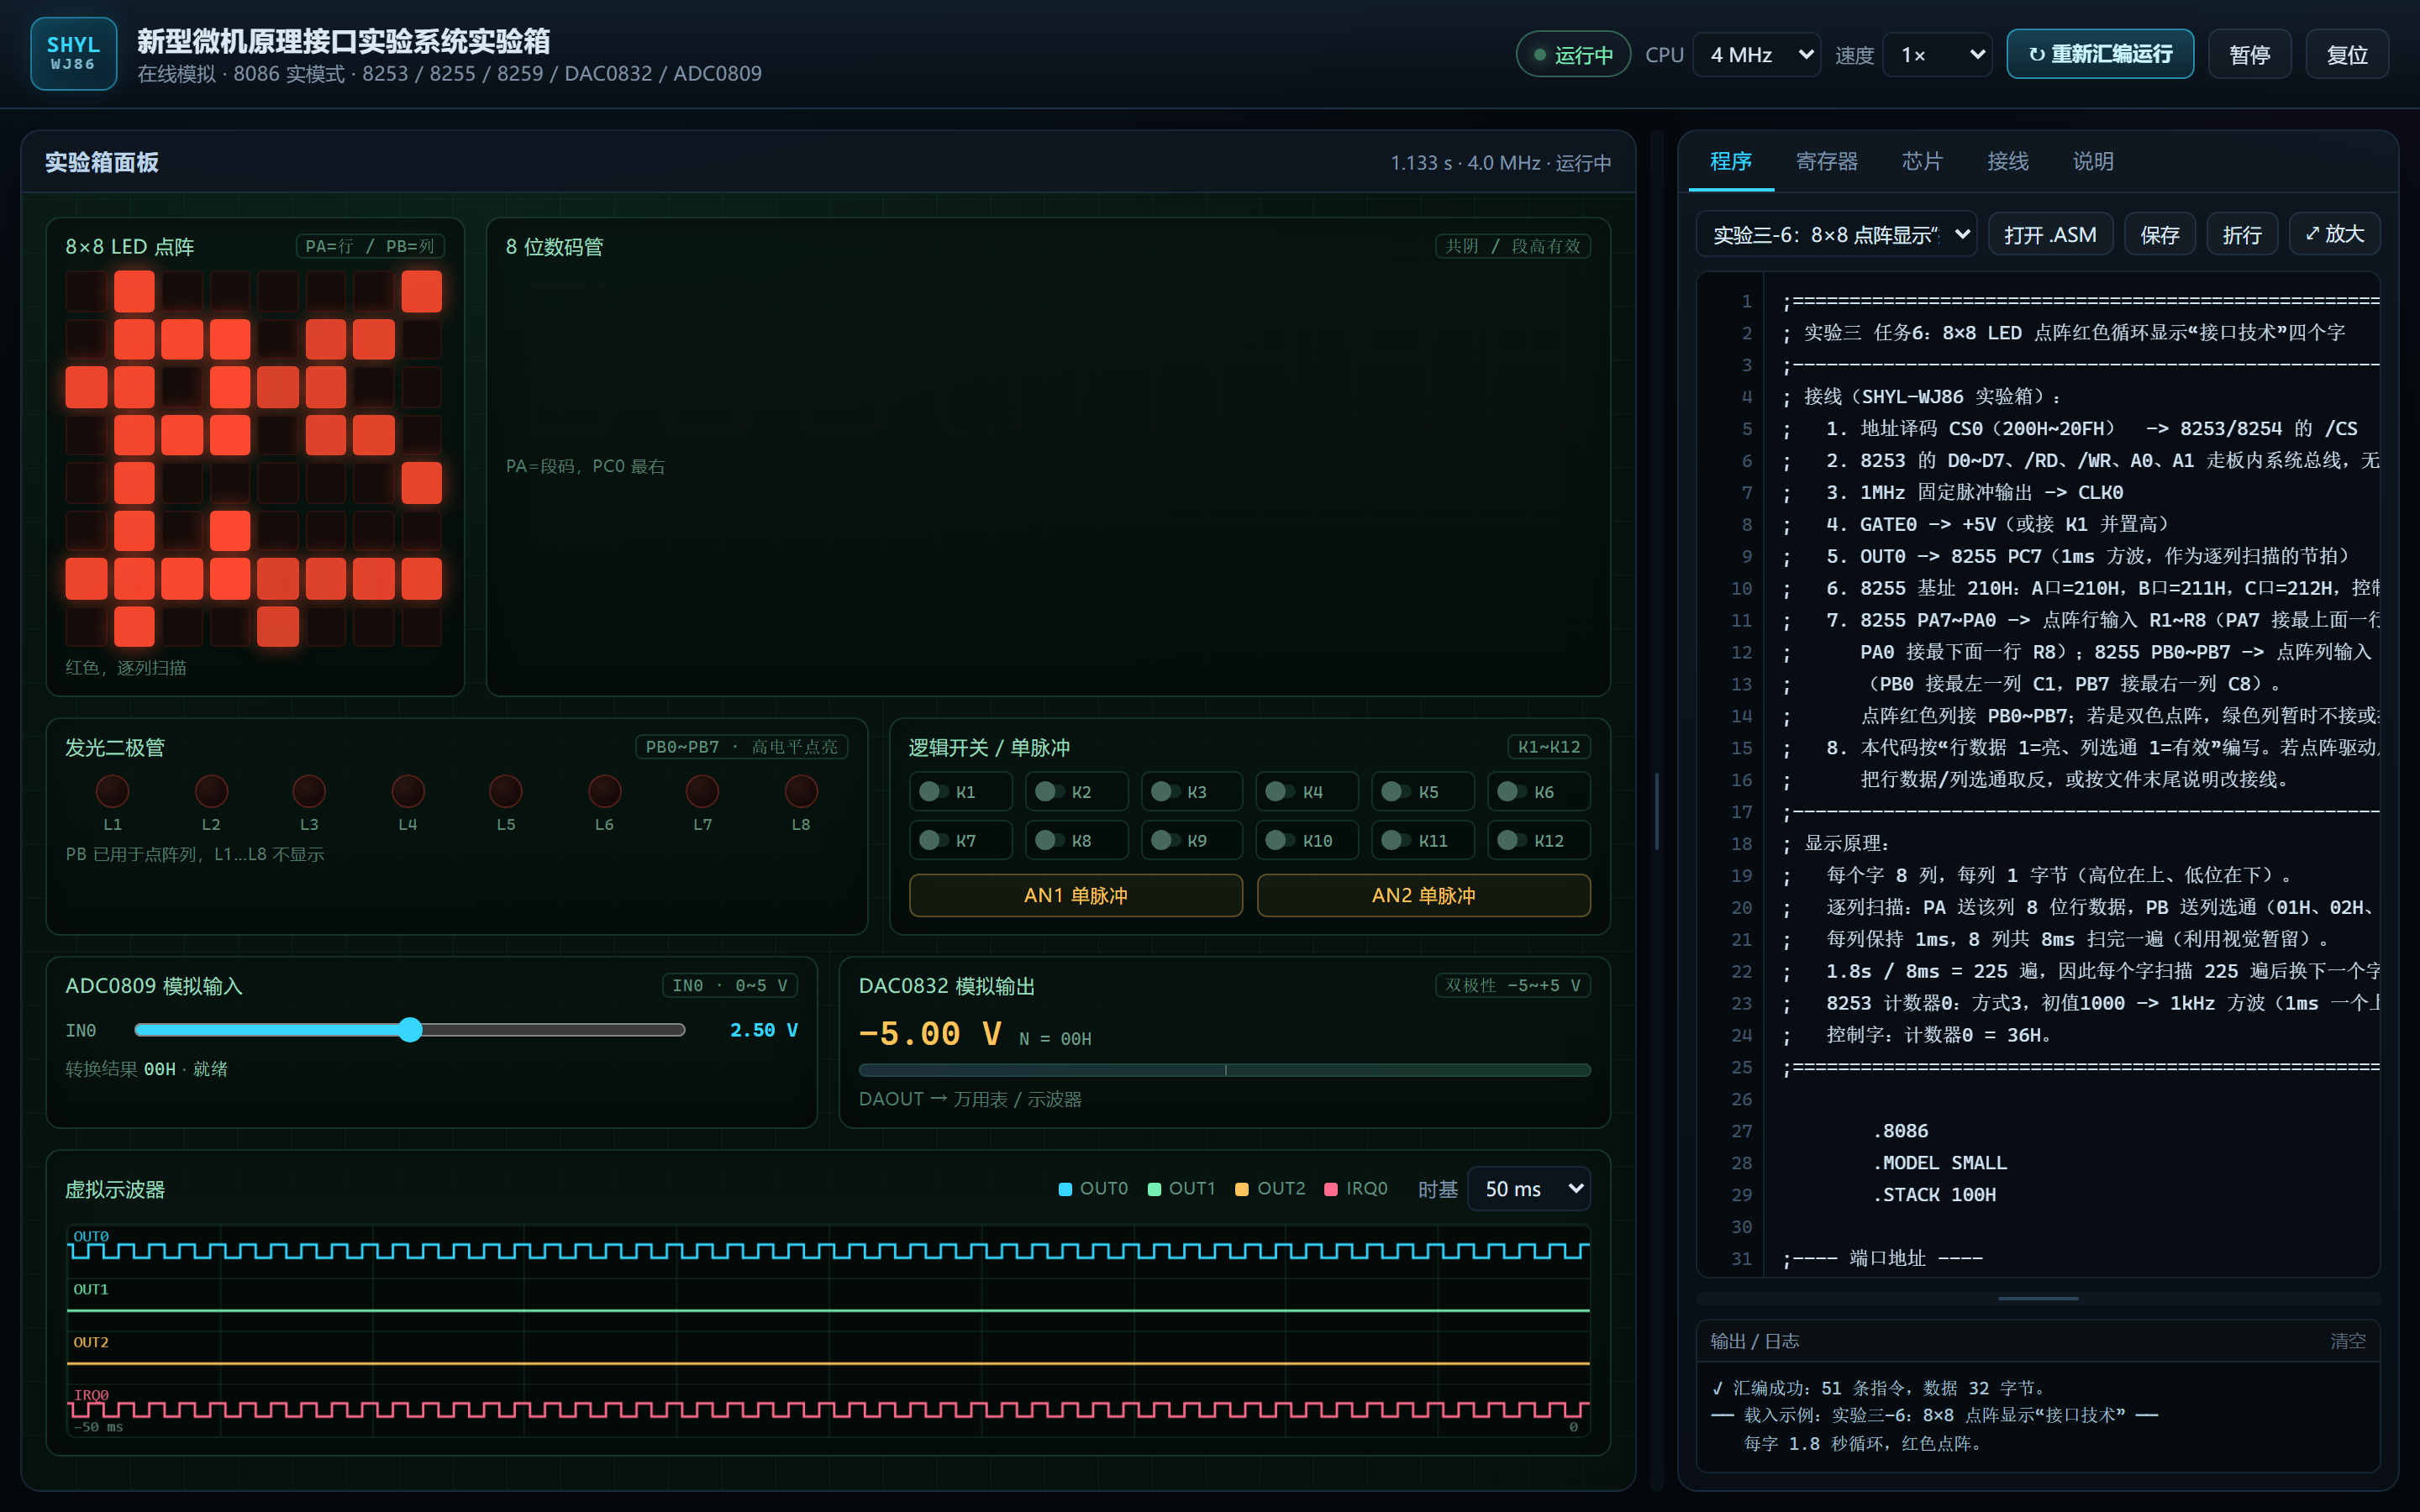 SHYL
WJ86
新型微机原理接口实验系统实验箱
在线模拟 · 8086 实模式 · 8253 / 8255 / 8259 / DAC0832 / ADC0809
运行中
CPU
4 MHz
速度
1×
↻ 重新汇编运行
暂停
复位
实验箱面板
1.133 s · 4.0 MHz · 运行中
8×8 LED 点阵
PA=行 / PB=列
红色，逐列扫描
8 位数码管
共阴 / 段高有效
PA=段码，PC0 最右
发光二极管
PB0~PB7 · 高电平点亮
L1 L2 L3 L4 L5 L6 L7 L8
PB 已用于点阵列，L1…L8 不显示
逻辑开关 / 单脉冲
K1~K12
K1 K2 K3 K4 K5 K6
K7 K8 K9 K10 K11 K12
AN1 单脉冲
AN2 单脉冲
ADC0809 模拟输入
IN0 · 0~5 V
IN0
2.50 V
转换结果 00H · 就绪
DAC0832 模拟输出
双极性 −5~+5 V
−5.00 V N = 00H
DAOUT → 万用表 / 示波器
虚拟示波器
OUT0 OUT1 OUT2 IRQ0
时基
50 ms
OUT0
OUT1
OUT2
IRQ0
−50 ms
0
程序 寄存器 芯片 接线 说明
实验三-6：8×8 点阵显示“
打开 .ASM
保存
折行
⤢ 放大
1 ;====================================================
2 ; 实验三 任务6：8×8 LED 点阵红色循环显示“接口技术”四个字
3 ;----------------------------------------------------
4 ; 接线（SHYL-WJ86 实验箱）：
5 ;   1. 地址译码 CS0（200H~20FH）  -> 8253/8254 的 /CS
6 ;   2. 8253 的 D0~D7、/RD、/WR、A0、A1 走板内系统总线，无
7 ;   3. 1MHz 固定脉冲输出 -> CLK0
8 ;   4. GATE0 -> +5V（或接 K1 并置高）
9 ;   5. OUT0 -> 8255 PC7（1ms 方波，作为逐列扫描的节拍）
10 ;   6. 8255 基址 210H：A口=210H，B口=211H，C口=212H，控制
11 ;   7. 8255 PA7~PA0 -> 点阵行输入 R1~R8（PA7 接最上面一行
12 ;      PA0 接最下面一行 R8）；8255 PB0~PB7 -> 点阵列输入
13 ;      （PB0 接最左一列 C1，PB7 接最右一列 C8）。
14 ;      点阵红色列接 PB0~PB7；若是双色点阵，绿色列暂时不接或
15 ;   8. 本代码按“行数据 1=亮、列选通 1=有效”编写。若点阵驱动
16 ;      把行数据/列选通取反，或按文件末尾说明改接线。
17 ;----------------------------------------------------
18 ; 显示原理：
19 ;   每个字 8 列，每列 1 字节（高位在上、低位在下）。
20 ;   逐列扫描：PA 送该列 8 位行数据，PB 送列选通（01H、02H、
21 ;   每列保持 1ms，8 列共 8ms 扫完一遍（利用视觉暂留）。
22 ;   1.8s / 8ms = 225 遍，因此每个字扫描 225 遍后换下一个字
23 ;   8253 计数器0：方式3，初值1000 -> 1kHz 方波（1ms 一个上
24 ;   控制字：计数器0 = 36H。
25 ;====================================================
26
27         .8086
28         .MODEL SMALL
29         .STACK 100H
30
31 ;---- 端口地址 ----
输出 / 日志
清空
✓ 汇编成功：51 条指令，数据 32 字节。
── 载入示例：实验三-6：8×8 点阵显示“接口技术” ──
每字 1.8 秒循环，红色点阵。